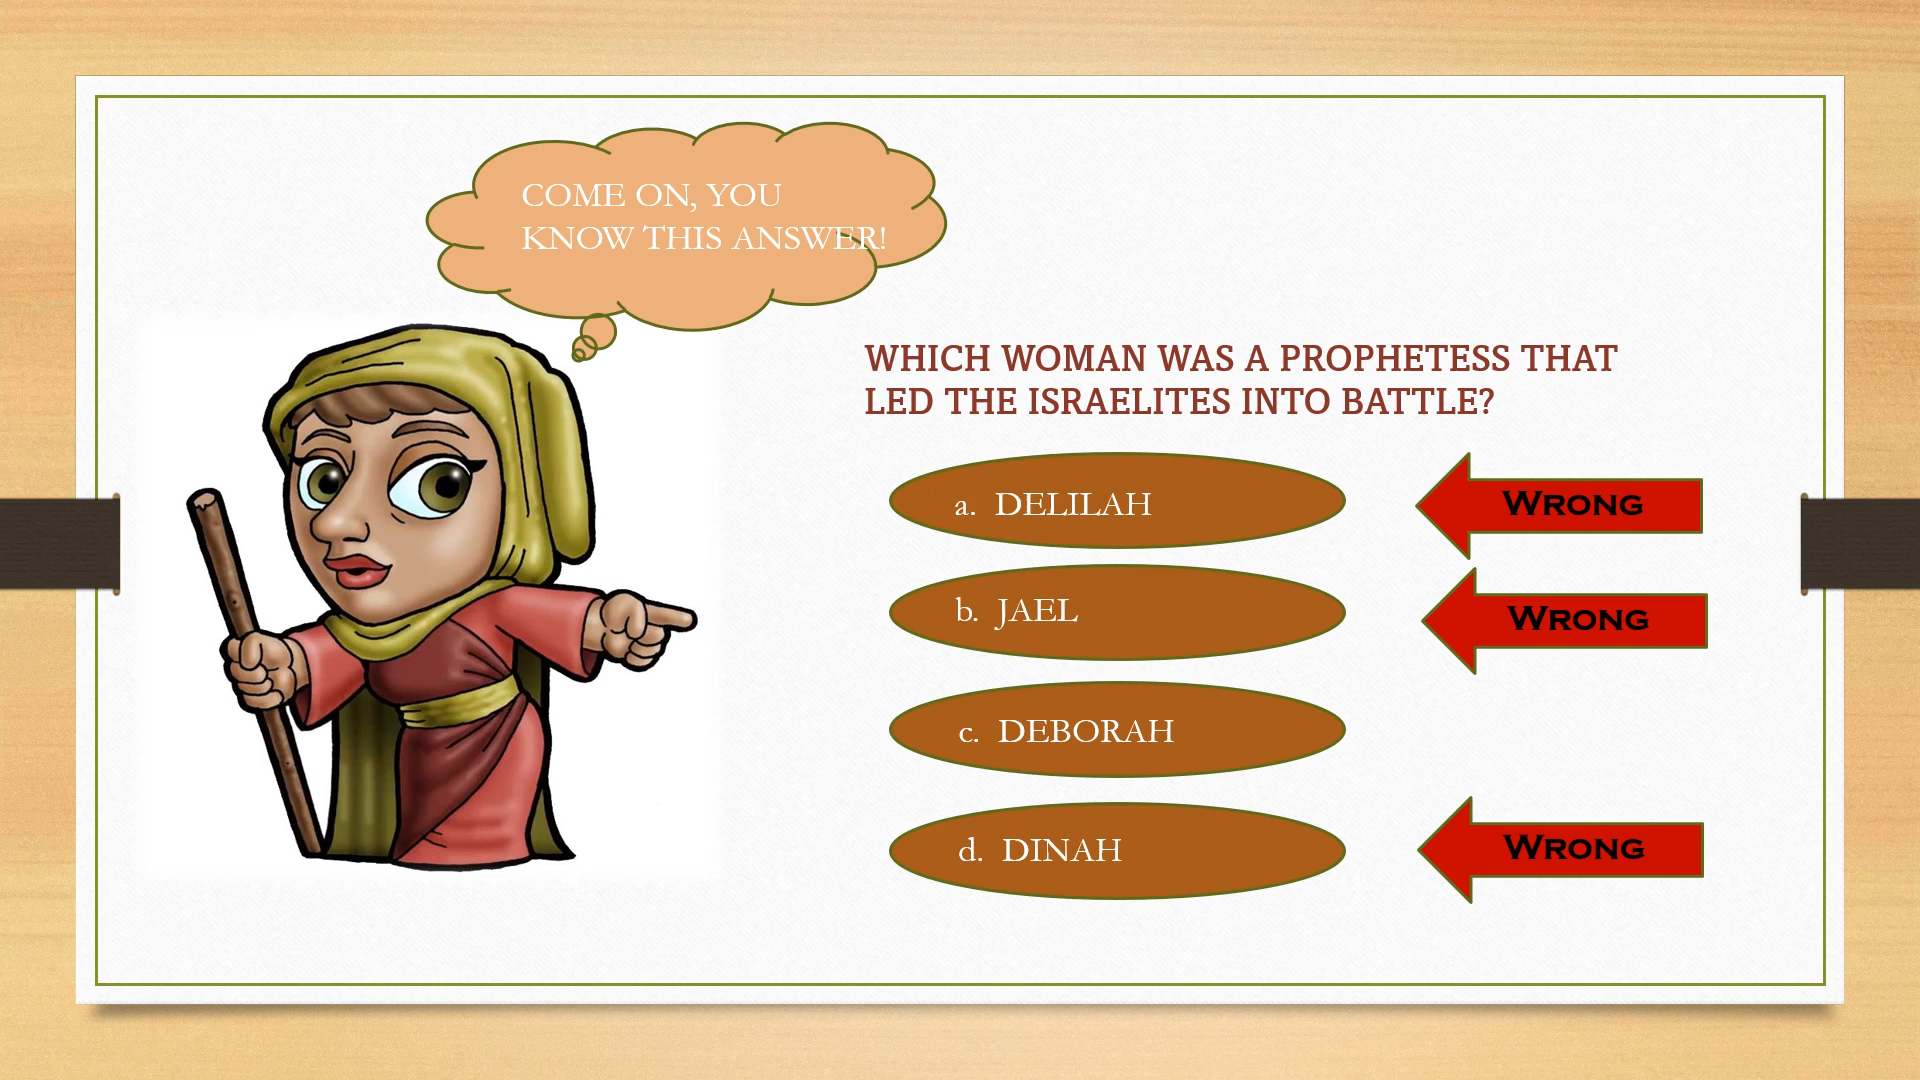 COME ON, YOU
KNOW THIS ANSWER!
WHICH WOMAN WAS A PROPHETESS THAT
LED THE ISRAELITES INTO BATTLE?
a. DELILAH
WRONG
b. JAEL
WRONG
c. DEBORAH
d. DINAH
WRONG